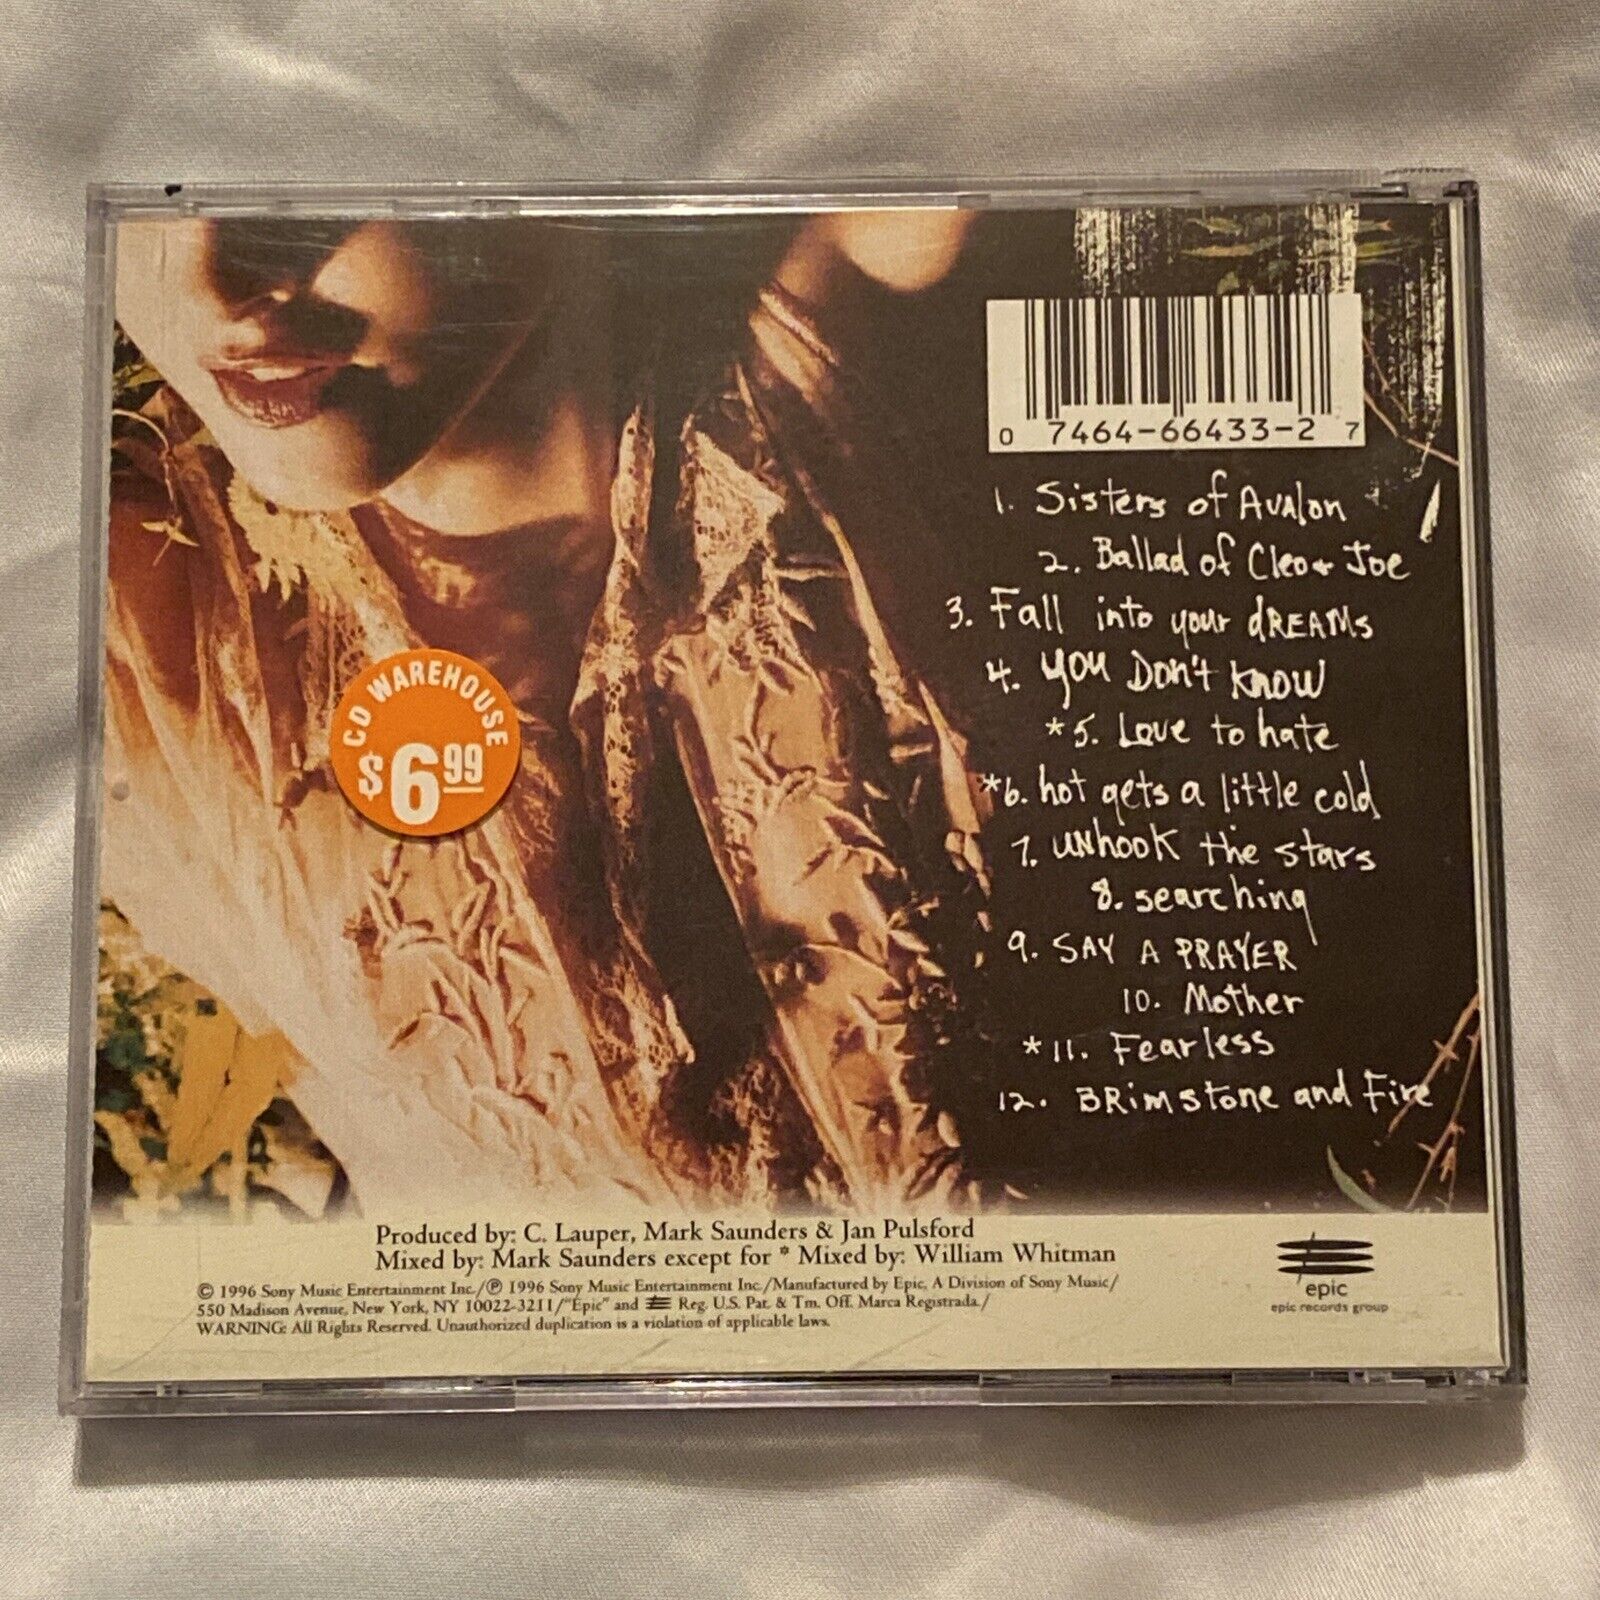 0 7464-66433-2 7
1. Sisters of Avalon
2. Ballad of Cleo + Joe
3. Fall into your dREAMs
4. you Don't know
*5. Love to hate
*6. hot gets a little cold
7. UNhook the stars
8. searching
9. SAY A PRAYER
10. Mother
*11. Fearless
12. BRimstone and Fire
CD WAREHOUSE
$6.99
Produced by: C. Lauper, Mark Saunders & Jan Pulsford
Mixed by: Mark Saunders except for * Mixed by: William Whitman
© 1996 Sony Music Entertainment Inc./℗ 1996 Sony Music Entertainment Inc./Manufactured by Epic, A Division of Sony Music/
550 Madison Avenue, New York, NY 10022-3211/"Epic" and Reg. U.S. Pat. & Tm. Off. Marca Registrada./
WARNING: All Rights Reserved. Unauthorized duplication is a violation of applicable laws.
epic
epic records group